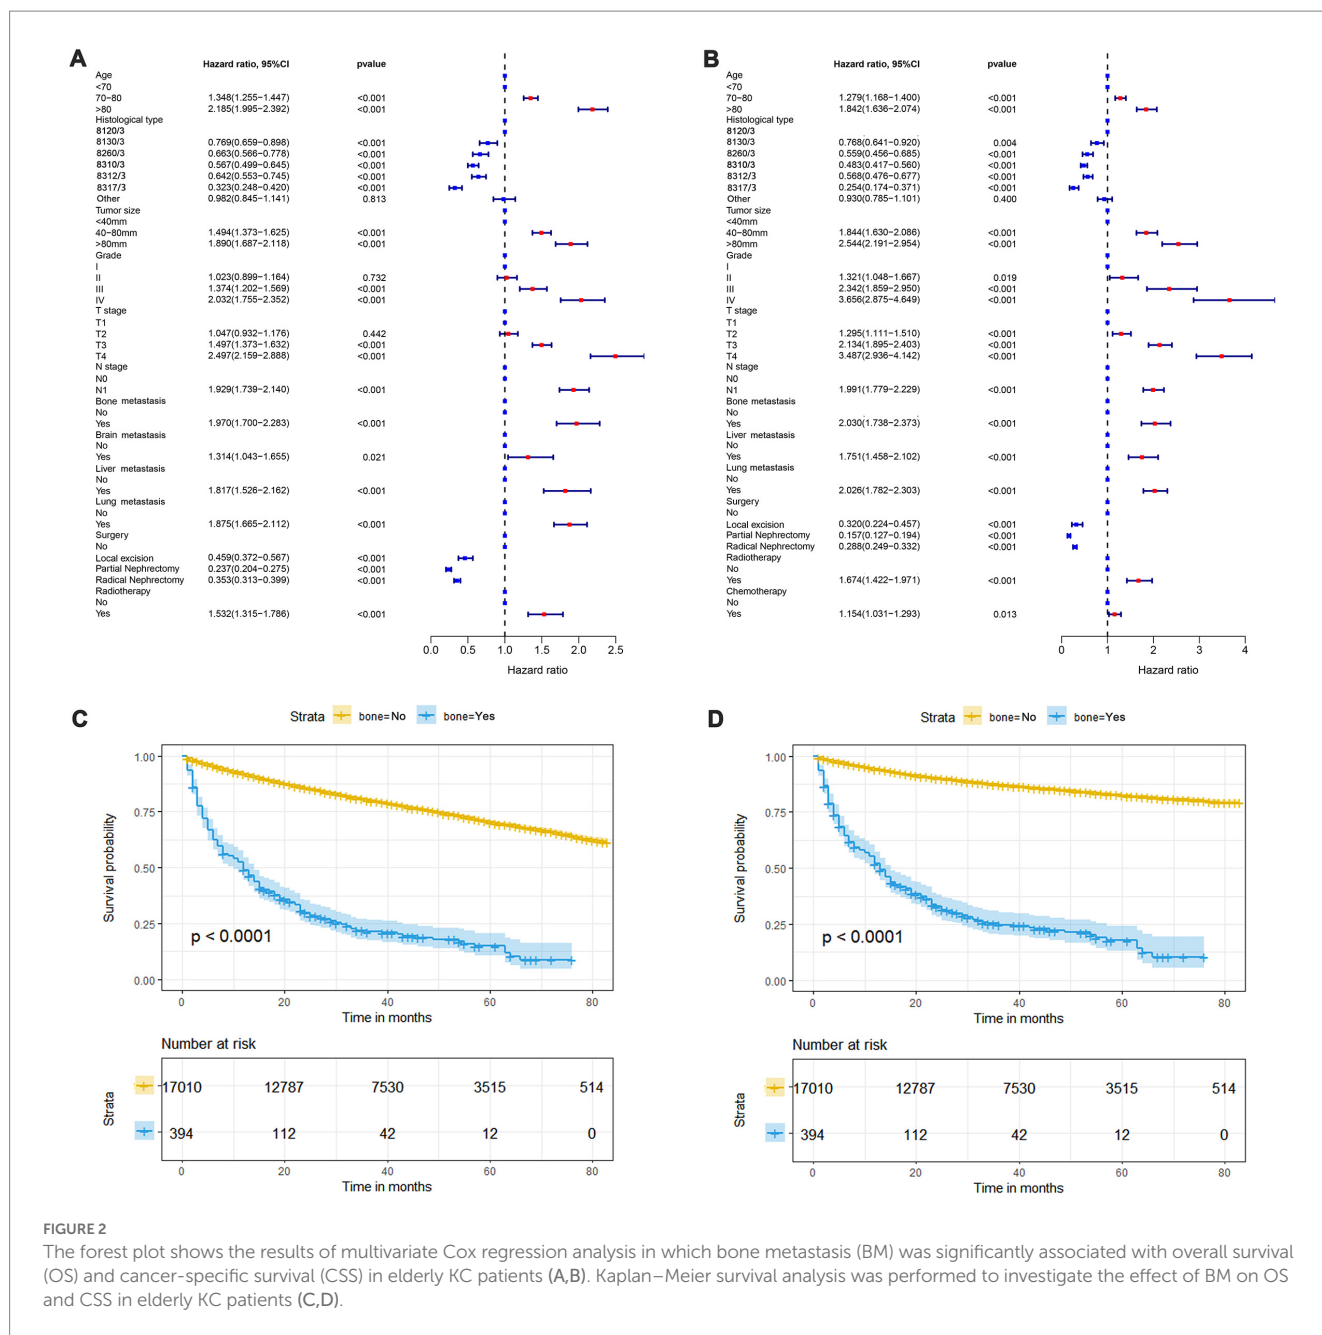 A
Hazard ratio, 95%CI pvalue
Age
<70
70−80 1.348(1.255−1.447) <0.001
>80 2.185(1.995−2.392) <0.001
Histological type
8120/3
8130/3 0.769(0.659−0.898) <0.001
8260/3 0.663(0.566−0.778) <0.001
8310/3 0.567(0.499−0.645) <0.001
8312/3 0.642(0.553−0.745) <0.001
8317/3 0.323(0.248−0.420) <0.001
Other 0.982(0.845−1.141) 0.813
Tumor size
<40mm
40−80mm 1.494(1.373−1.625) <0.001
>80mm 1.890(1.687−2.118) <0.001
Grade
I
II 1.023(0.899−1.164) 0.732
III 1.374(1.202−1.569) <0.001
IV 2.032(1.755−2.352) <0.001
T stage
T1
T2 1.047(0.932−1.176) 0.442
T3 1.497(1.373−1.632) <0.001
T4 2.497(2.159−2.888) <0.001
N stage
N0
N1 1.929(1.739−2.140) <0.001
Bone metastasis
No
Yes 1.970(1.700−2.283) <0.001
Brain metastasis
No
Yes 1.314(1.043−1.655) 0.021
Liver metastasis
No
Yes 1.817(1.526−2.162) <0.001
Lung metastasis
No
Yes 1.875(1.665−2.112) <0.001
Surgery
No
Local excision 0.459(0.372−0.567) <0.001
Partial Nephrectomy 0.237(0.204−0.275) <0.001
Radical Nephrectomy 0.353(0.313−0.399) <0.001
Radiotherapy
No
Yes 1.532(1.315−1.786) <0.001
0.0 0.5 1.0 1.5 2.0 2.5
Hazard ratio
B
Hazard ratio, 95%CI pvalue
Age
<70
70−80 1.279(1.168−1.400) <0.001
>80 1.842(1.636−2.074) <0.001
Histological type
8120/3
8130/3 0.768(0.641−0.920) 0.004
8260/3 0.559(0.456−0.685) <0.001
8310/3 0.483(0.417−0.560) <0.001
8312/3 0.568(0.476−0.677) <0.001
8317/3 0.254(0.174−0.371) <0.001
Other 0.930(0.785−1.101) 0.400
Tumor size
<40mm
40−80mm 1.844(1.630−2.086) <0.001
>80mm 2.544(2.191−2.954) <0.001
Grade
I
II 1.321(1.048−1.667) 0.019
III 2.342(1.859−2.950) <0.001
IV 3.656(2.875−4.649) <0.001
T stage
T1
T2 1.295(1.111−1.510) <0.001
T3 2.134(1.895−2.403) <0.001
T4 3.487(2.936−4.142) <0.001
N stage
N0
N1 1.991(1.779−2.229) <0.001
Bone metastasis
No
Yes 2.030(1.738−2.373) <0.001
Liver metastasis
No
Yes 1.751(1.458−2.102) <0.001
Lung metastasis
No
Yes 2.026(1.782−2.303) <0.001
Surgery
No
Local excision 0.320(0.224−0.457) <0.001
Partial Nephrectomy 0.157(0.127−0.194) <0.001
Radical Nephrectomy 0.288(0.249−0.332) <0.001
Radiotherapy
No
Yes 1.674(1.422−1.971) <0.001
Chemotherapy
No
Yes 1.154(1.031−1.293) 0.013
0 1 2 3 4
Hazard ratio
C
Strata bone=No bone=Yes
Survival probability
1.00
0.75
0.50
0.25
0.00
p < 0.0001
0 20 40 60 80
Time in months
Number at risk
Strata
17010 12787 7530 3515 514
394 112 42 12 0
0 20 40 60 80
Time in months
D
Strata bone=No bone=Yes
Survival probability
1.00
0.75
0.50
0.25
0.00
p < 0.0001
0 20 40 60 80
Time in months
Number at risk
Strata
17010 12787 7530 3515 514
394 112 42 12 0
0 20 40 60 80
Time in months
FIGURE 2
The forest plot shows the results of multivariate Cox regression analysis in which bone metastasis (BM) was significantly associated with overall survival
(OS) and cancer-specific survival (CSS) in elderly KC patients (A,B). Kaplan–Meier survival analysis was performed to investigate the effect of BM on OS
and CSS in elderly KC patients (C,D).